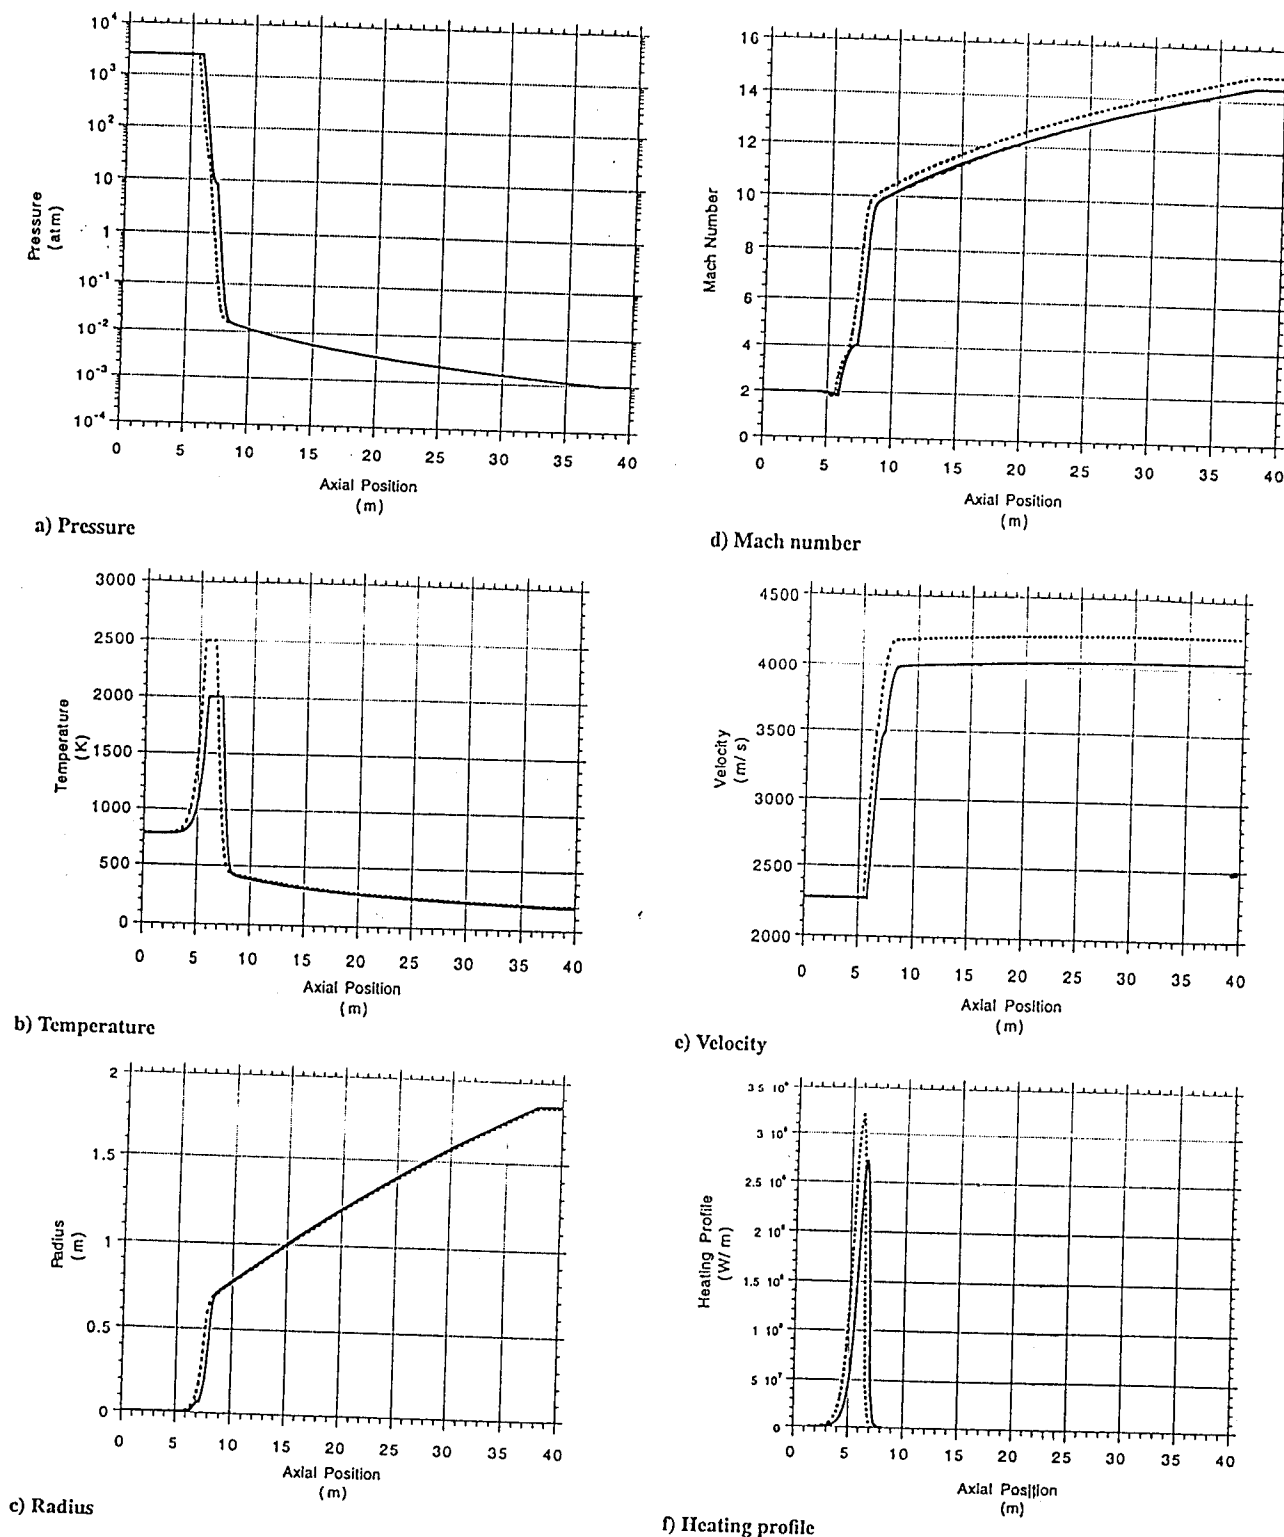 10⁴
10³
10²
10
1
10⁻¹
10⁻²
10⁻³
10⁻⁴
Pressure
(atm)
0 5 10 15 20 25 30 35 40
Axial Position
(m)
a) Pressure
3000
2500
2000
1500
1000
500
0
Temperature
(K)
0 5 10 15 20 25 30 35 40
Axial Position
(m)
b) Temperature
2
1.5
1
0.5
0
Radius
(m)
0 5 10 15 20 25 30 35 40
Axial Position
(m)
c) Radius
16
14
12
10
8
6
4
2
0
Mach Number
0 5 10 15 20 25 30 35 40
Axial Position
(m)
d) Mach number
4500
4000
3500
3000
2500
2000
Velocity
(m/s)
0 5 10 15 20 25 30 35 40
Axial Position
(m)
e) Velocity
0
Heating Profile
(W/m)
0 5 10 15 20 25 30 35 40
Axial Position
(m)
f) Heating profile